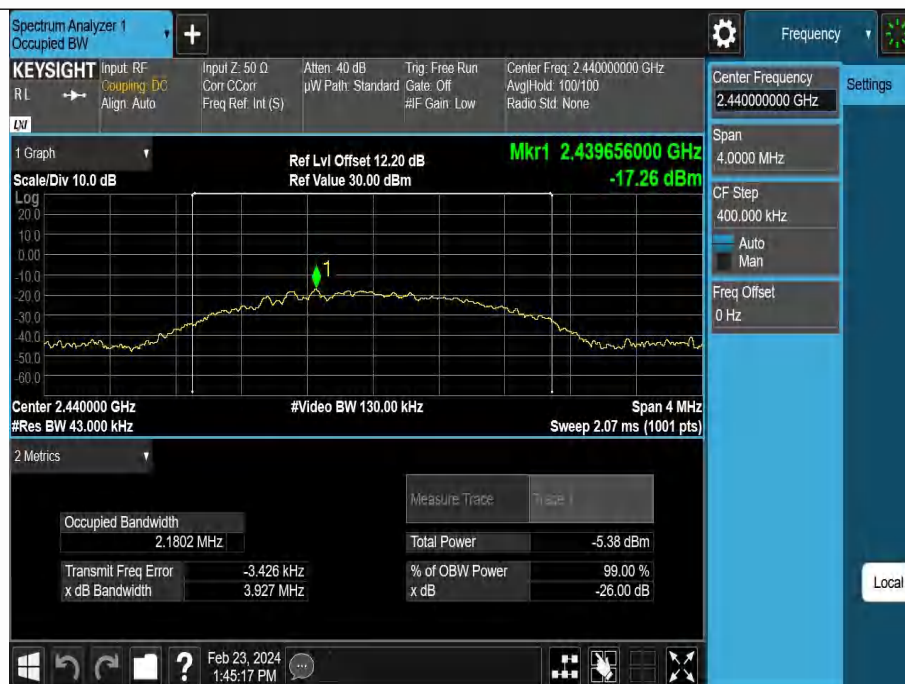 Spectrum Analyzer 1
Occupied BW
+
Frequency
KEYSIGHT
RL
LXI
Input: RF
Coupling: DC
Align: Auto
Input Z: 50 Ω
Corr CCorr
Freq Ref: Int (S)
Atten: 40 dB
µW Path: Standard
Trig: Free Run
Gate: Off
#IF Gain: Low
Center Freq: 2.440000000 GHz
Avg|Hold: 100/100
Radio Std: None
Center Frequency
2.440000000 GHz
Settings
Span
4.0000 MHz
CF Step
400.000 kHz
Auto
Man
Freq Offset
0 Hz
1 Graph
Scale/Div 10.0 dB
Ref Lvl Offset 12.20 dB
Ref Value 30.00 dBm
Mkr1 2.439656000 GHz
-17.26 dBm
Log
20.0
10.0
0.00
-10.0
-20.0
-30.0
-40.0
-50.0
-60.0
1
Center 2.440000 GHz
#Video BW 130.00 kHz
Span 4 MHz
#Res BW 43.000 kHz
Sweep 2.07 ms (1001 pts)
2 Metrics
Measure Trace
Trace 1
Occupied Bandwidth
2.1802 MHz
Total Power
-5.38 dBm
Transmit Freq Error
-3.426 kHz
% of OBW Power
99.00 %
x dB Bandwidth
3.927 MHz
x dB
-26.00 dB
Local
?
Feb 23, 2024
1:45:17 PM